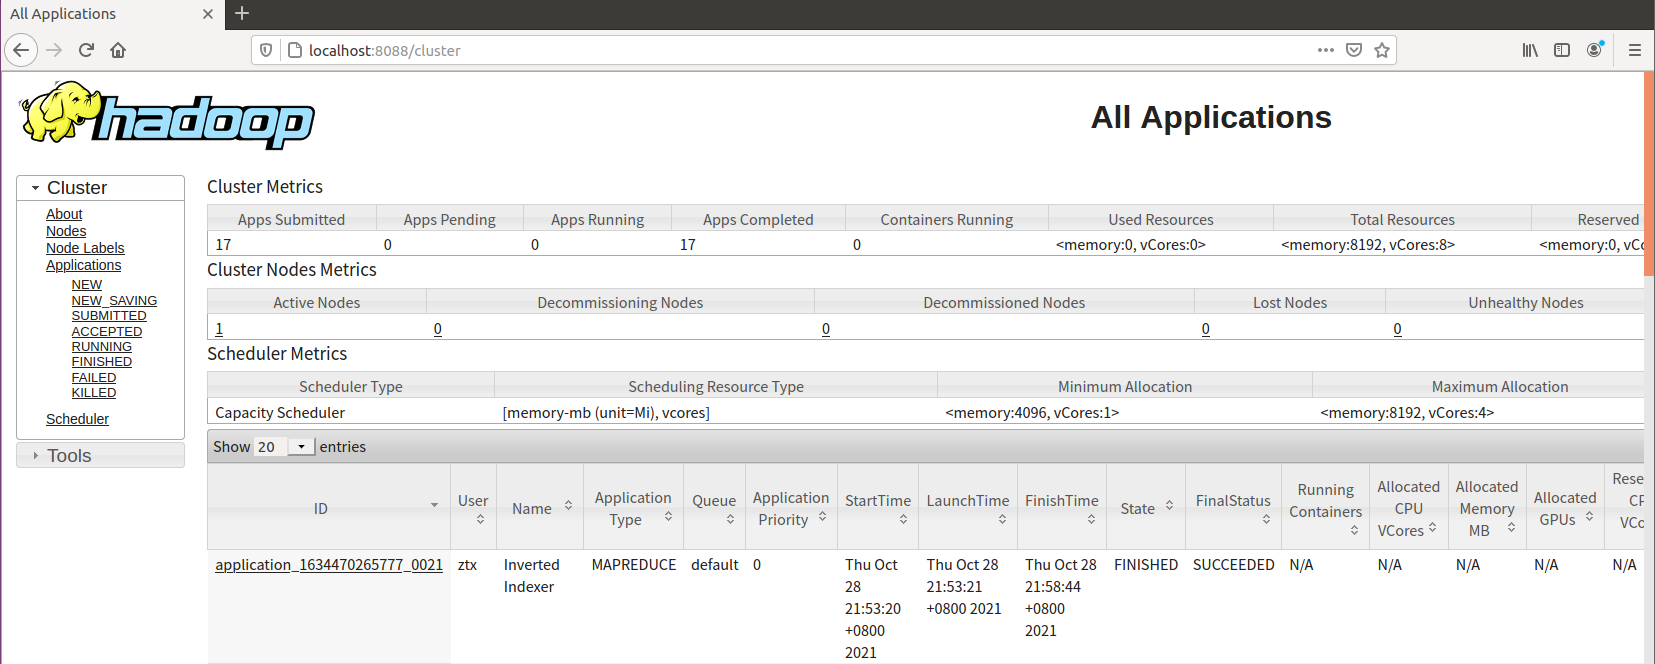 All Applications
localhost:8088/cluster
hadoop
All Applications
Cluster
About
Nodes
Node Labels
Applications
NEW
NEW_SAVING
SUBMITTED
ACCEPTED
RUNNING
FINISHED
FAILED
KILLED
Scheduler
Tools
Cluster Metrics
Apps Submitted Apps Pending Apps Running Apps Completed Containers Running Used Resources Total Resources Reserved
17 0 0 17 0 <memory:0, vCores:0> <memory:8192, vCores:8> <memory:0, vCo
Cluster Nodes Metrics
Active Nodes Decommissioning Nodes Decommissioned Nodes Lost Nodes Unhealthy Nodes
1 0 0 0 0
Scheduler Metrics
Scheduler Type Scheduling Resource Type Minimum Allocation Maximum Allocation
Capacity Scheduler [memory-mb (unit=Mi), vcores] <memory:4096, vCores:1> <memory:8192, vCores:4>
Show 20 entries
ID User Name Application Type Queue Application Priority StartTime LaunchTime FinishTime State FinalStatus Running Containers Allocated CPU VCores Allocated Memory MB Allocated GPUs Rese CP VCo
application_1634470265777_0021 ztx Inverted Indexer MAPREDUCE default 0 Thu Oct 28 21:53:20 +0800 2021 Thu Oct 28 21:53:21 +0800 2021 Thu Oct 28 21:58:44 +0800 2021 FINISHED SUCCEEDED N/A N/A N/A N/A N/A